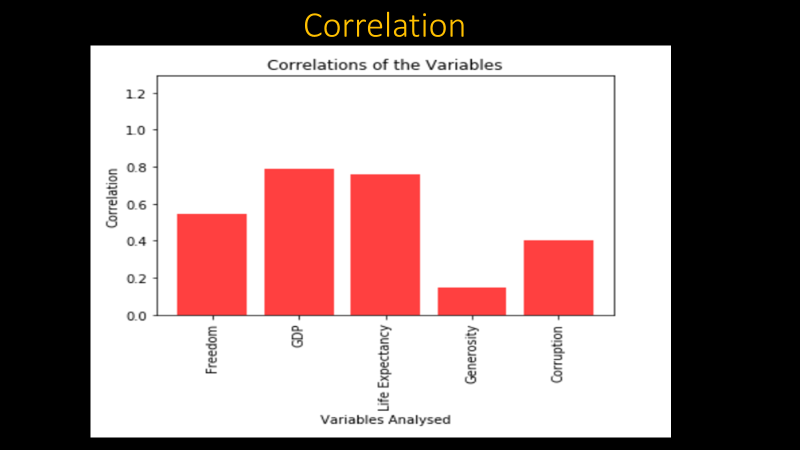 Correlation
Correlations of the Variables
1.2
1.0
0.8
0.6
0.4
0.2
0.0
Correlation
Freedom
GDP
Life Expectancy
Generosity
Corruption
Variables Analysed